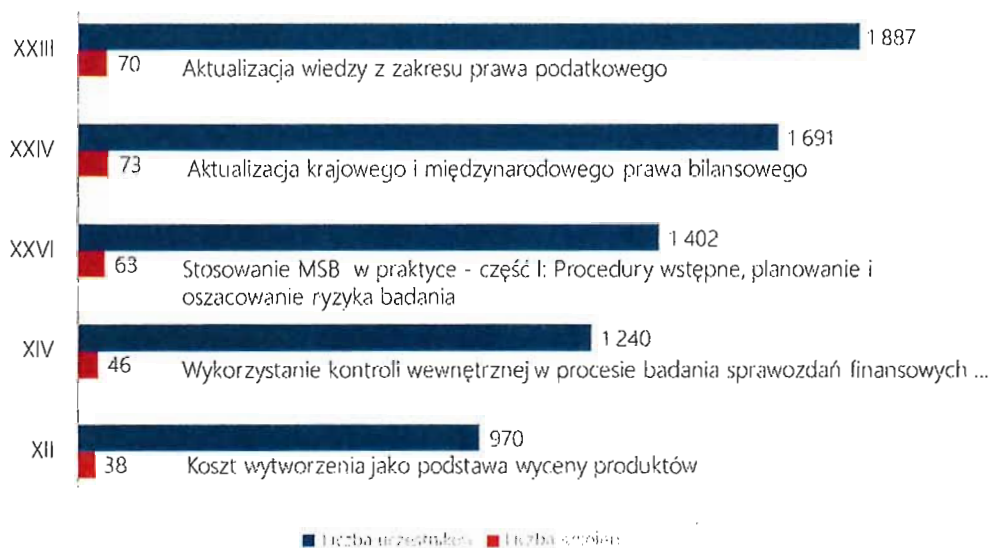 XXIII
1 887
70 Aktualizacja wiedzy z zakresu prawa podatkowego
XXIV
1 691
73 Aktualizacja krajowego i międzynarodowego prawa bilansowego
XXVI
1 402
63 Stosowanie MSB w praktyce - część I: Procedury wstępne, planowanie i
oszacowanie ryzyka badania
XIV
1 240
46 Wykorzystanie kontroli wewnętrznej w procesie badania sprawozdań finansowych ...
XII
970
38 Koszt wytworzenia jako podstawa wyceny produktów
Liczba Liczba